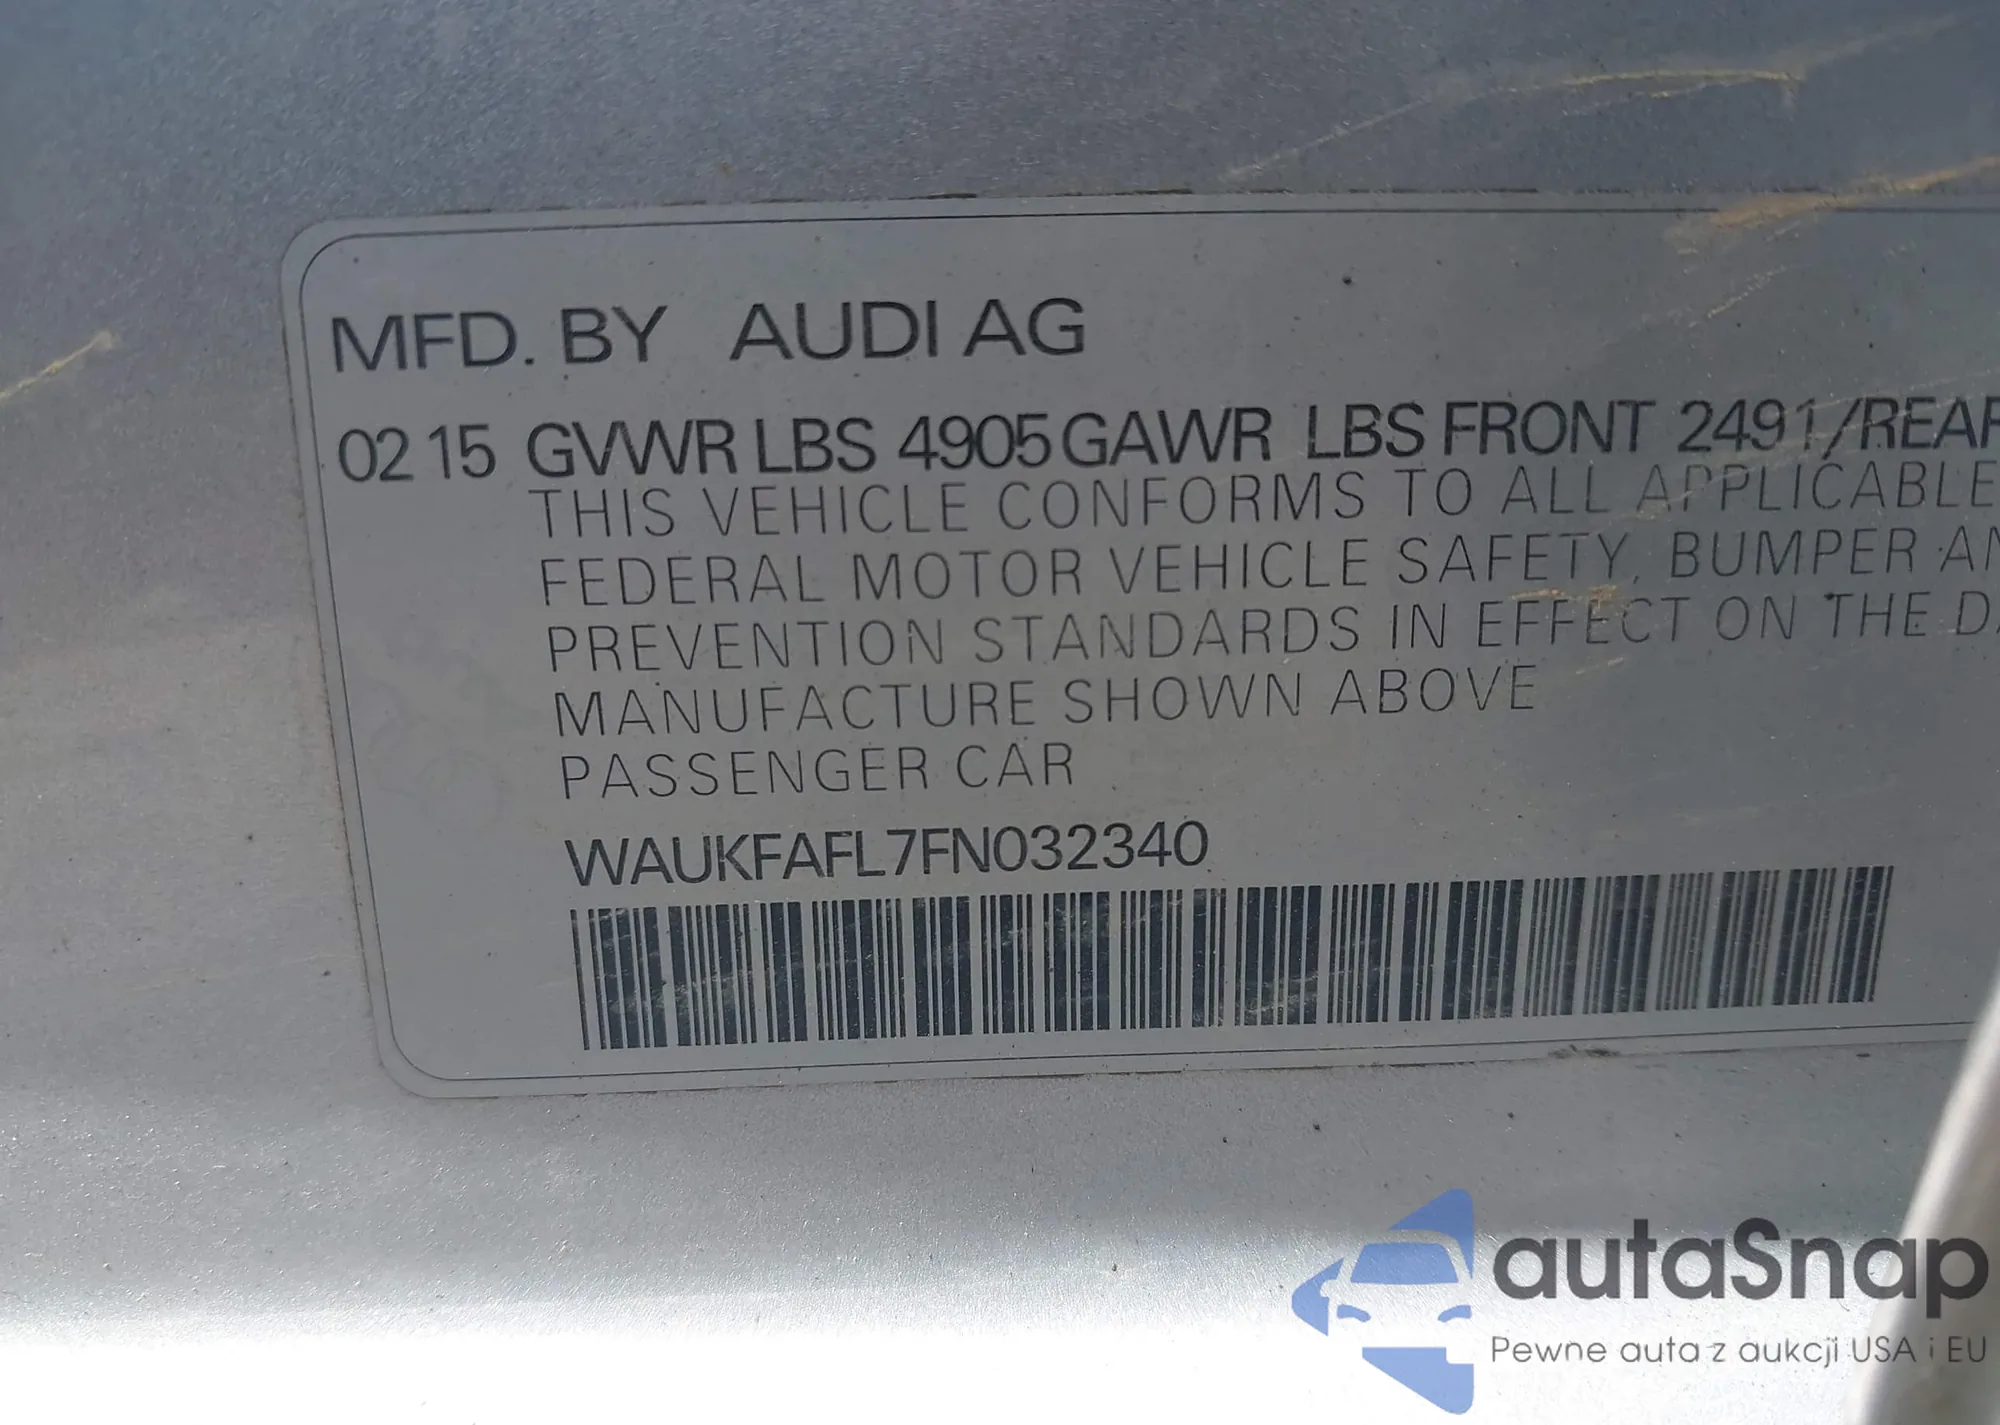 MFD. BY AUDI AG
02 15 GVWR LBS 4905 GAWR LBS FRONT 2491/REAR
THIS VEHICLE CONFORMS TO ALL APPLICABLE
FEDERAL MOTOR VEHICLE SAFETY, BUMPER
PREVENTION STANDARDS IN EFFECT ON THE
MANUFACTURE SHOWN ABOVE
PASSENGER CAR
WAUKFAFL7FN032340
autaSnap
Pewne auta z aukcji USA i EU